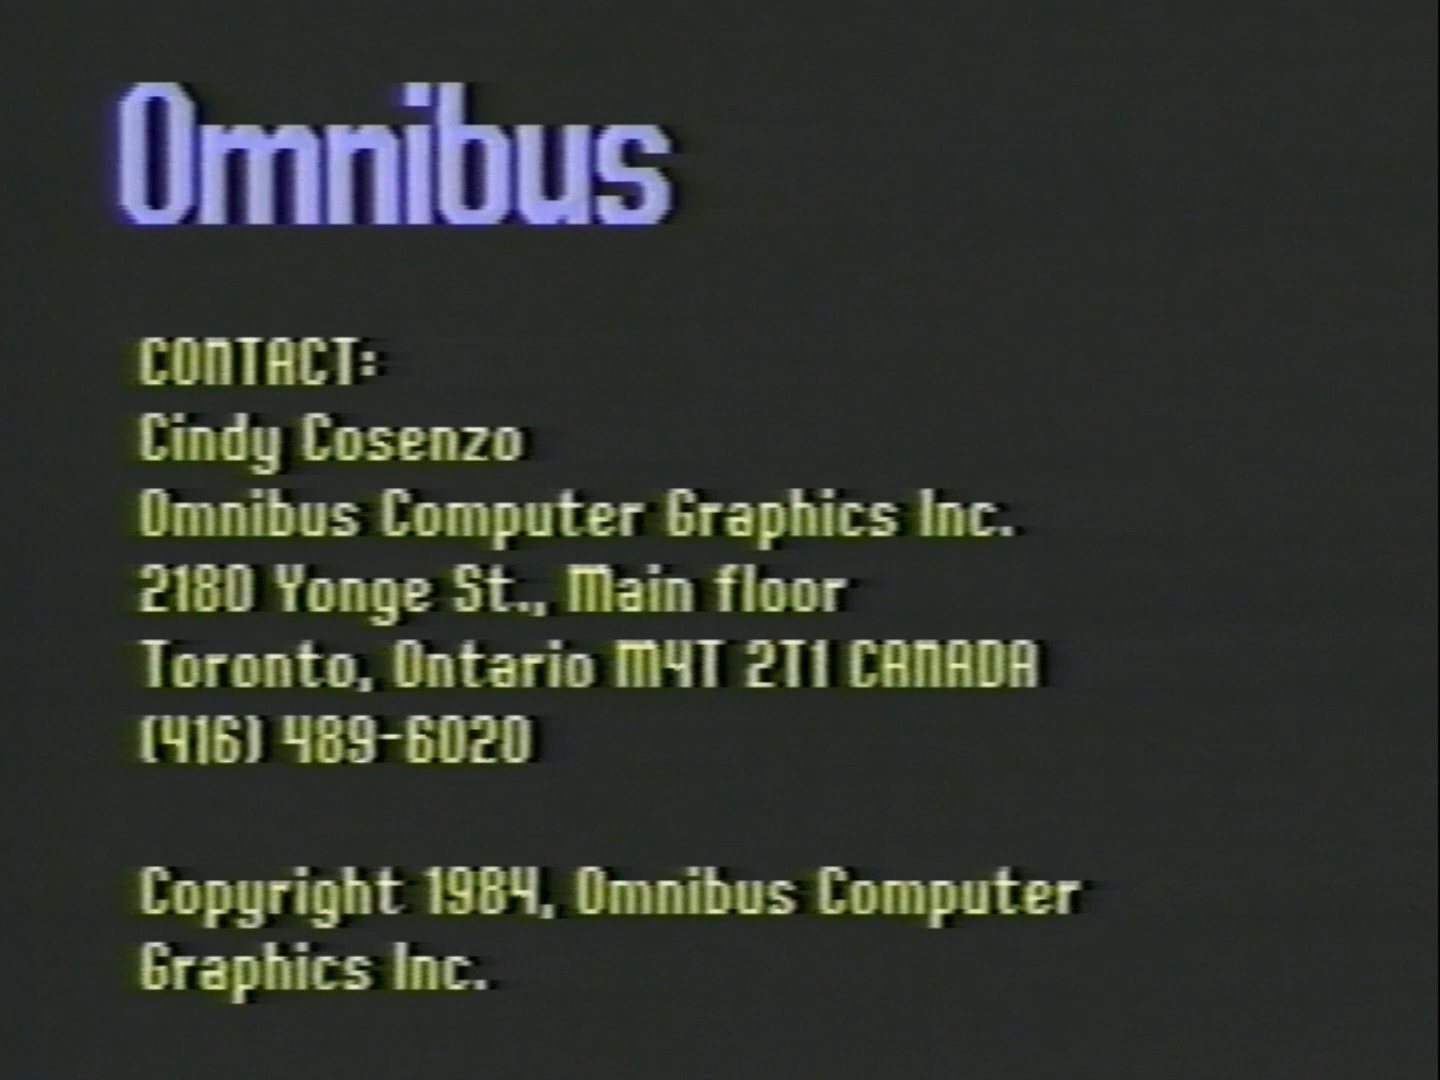 Omnibus
CONTACT:
Cindy Cosenzo
Omnibus Computer Graphics Inc.
2180 Yonge St., Main floor
Toronto, Ontario M4T 2T1 CANADA
(416) 489-6020
Copyright 1984, Omnibus Computer
Graphics Inc.